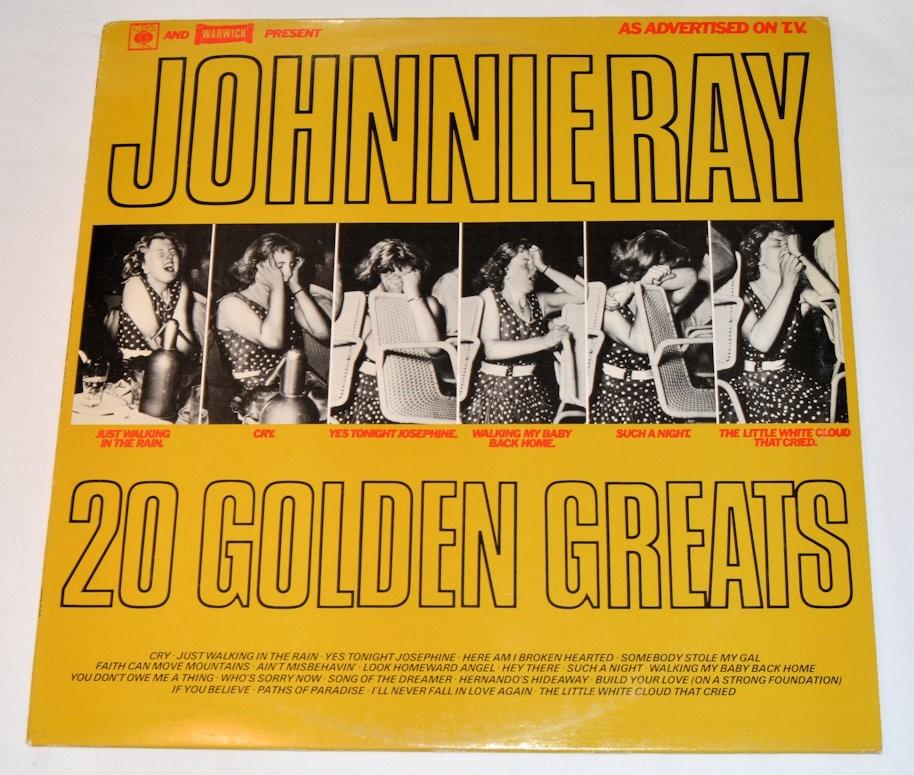 CBS AND WARWICK PRESENT
AS ADVERTISED ON T.V.
JOHNNIE RAY
JUST WALKING
IN THE RAIN.
CRY.
YES TONIGHT JOSEPHINE.
WALKING MY BABY
BACK HOME.
SUCH A NIGHT.
THE LITTLE WHITE CLOUD
THAT CRIED.
20 GOLDEN GREATS
CRY · JUST WALKING IN THE RAIN · YES TONIGHT JOSEPHINE · HERE AM I BROKEN HEARTED · SOMEBODY STOLE MY GAL
FAITH CAN MOVE MOUNTAINS · AIN'T MISBEHAVIN' · LOOK HOMEWARD ANGEL · HEY THERE · SUCH A NIGHT · WALKING MY BABY BACK HOME
YOU DON'T OWE ME A THING · WHO'S SORRY NOW · SONG OF THE DREAMER · HERNANDO'S HIDEAWAY · BUILD YOUR LOVE (ON A STRONG FOUNDATION)
IF YOU BELIEVE · PATHS OF PARADISE · I'LL NEVER FALL IN LOVE AGAIN · THE LITTLE WHITE CLOUD THAT CRIED